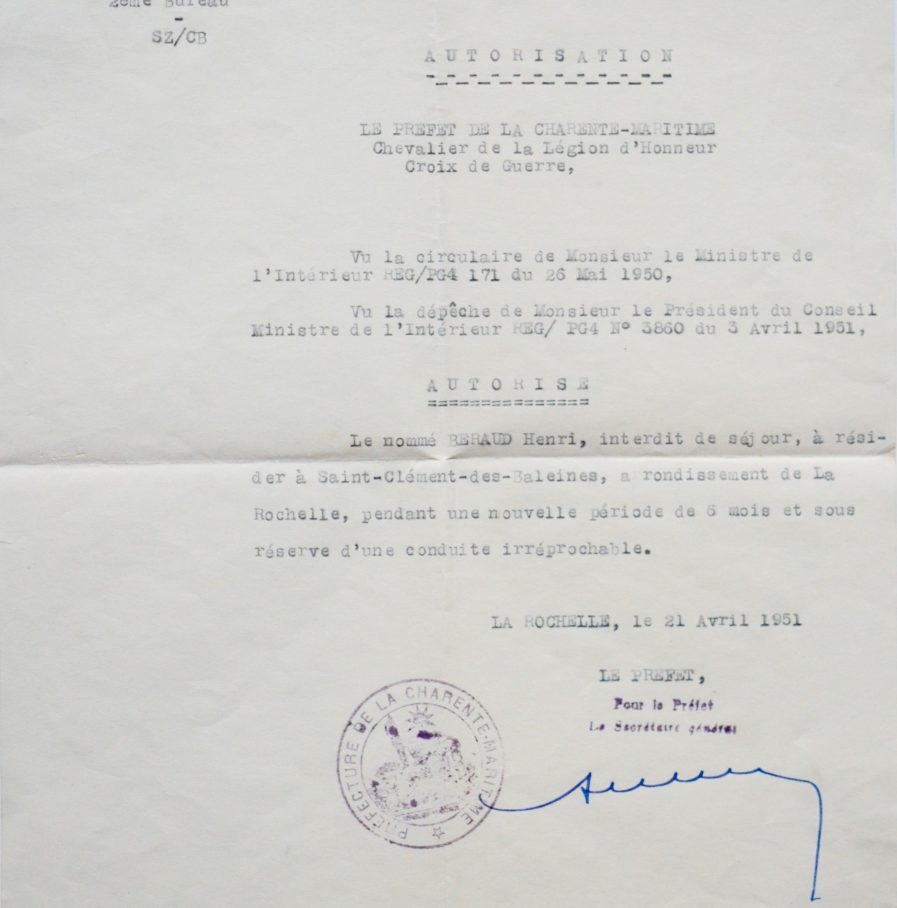 2ème Bureau
-
SZ/CB
AUTORISATION
LE PREFET DE LA CHARENTE-MARITIME
Chevalier de la Légion d'Honneur
Croix de Guerre,
Vu la circulaire de Monsieur le Ministre de
l'Intérieur REG/PG4 171 du 26 Mai 1950,
Vu la dépêche de Monsieur le Président du Conseil
Ministre de l'Intérieur REG/ PG4 N° 3860 du 3 Avril 1951,
AUTORISE
===============
Le nommé BERAUD Henri, interdit de séjour, à rési-
der à Saint-Clément-des-Baleines, arrondissement de La
Rochelle, pendant une nouvelle période de 6 mois et sous
réserve d'une conduite irréprochable.
LA ROCHELLE, le 21 Avril 1951
LE PREFET,
Pour le Préfet
Le Secrétaire général
PREFECTURE DE LA CHARENTE-MARITIME